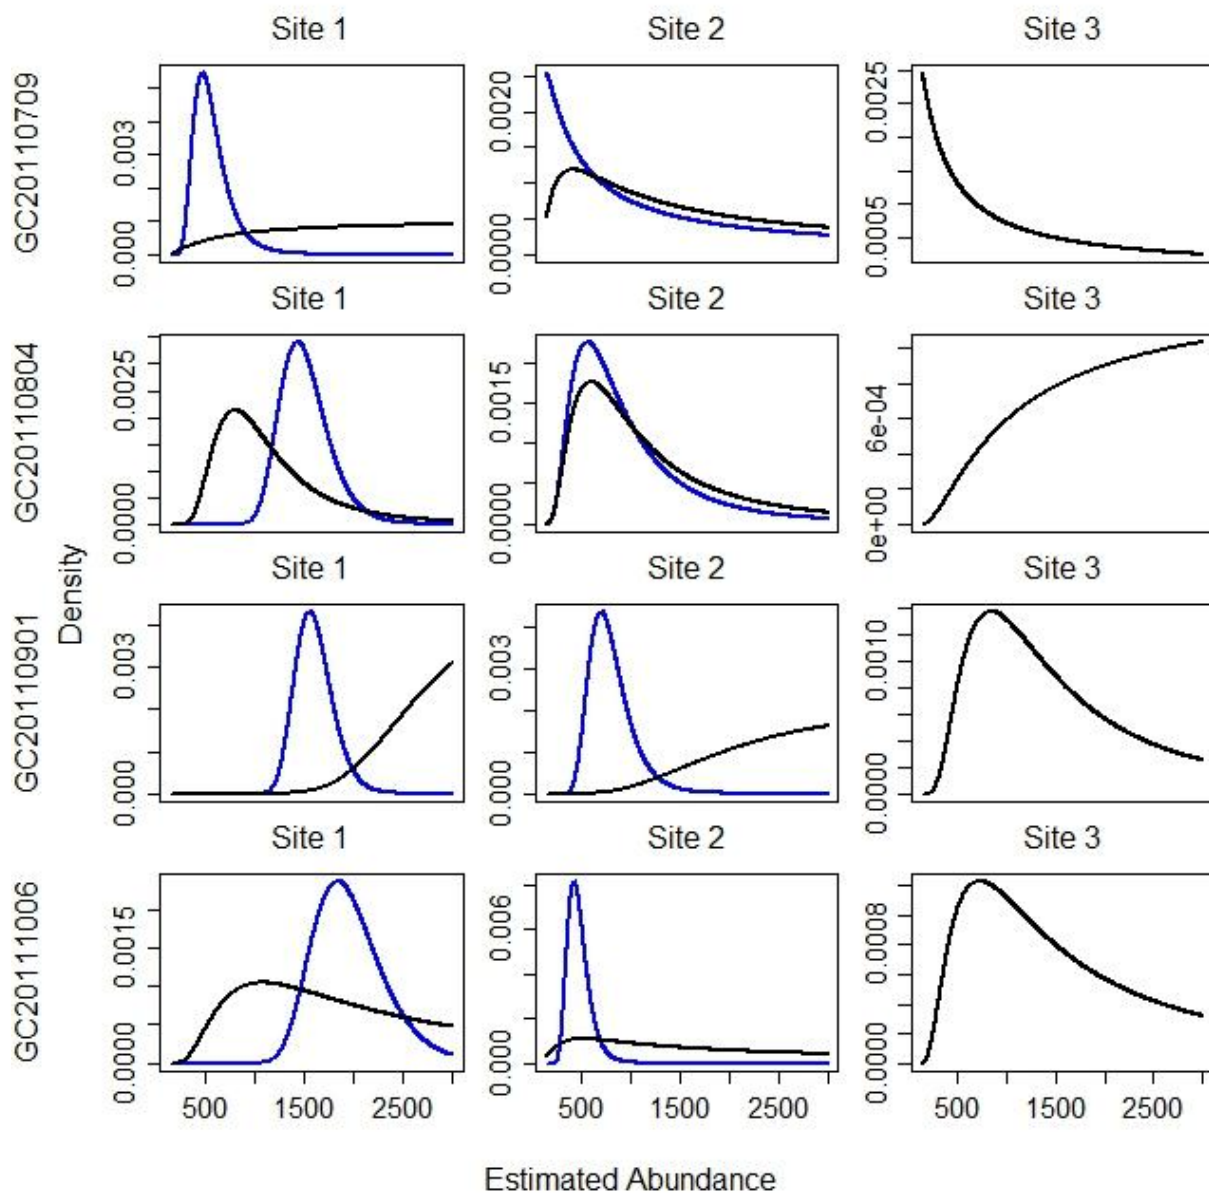 Site 1 Site 2 Site 3
GC20110709
0.000 0.003
0.0000 0.0020
0.0005 0.0025
Site 1 Site 2 Site 3
GC20110804
0.0000 0.0025
0.0000 0.0015
0e+00 6e-04
Site 1 Site 2 Site 3
Density
GC20110901
0.000 0.003
0.000 0.003
0.0000 0.0010
Site 1 Site 2 Site 3
GC20111006
0.0000 0.0015
0.000 0.006
0.0000 0.0008
500 1500 2500 500 1500 2500 500 1500 2500
Estimated Abundance